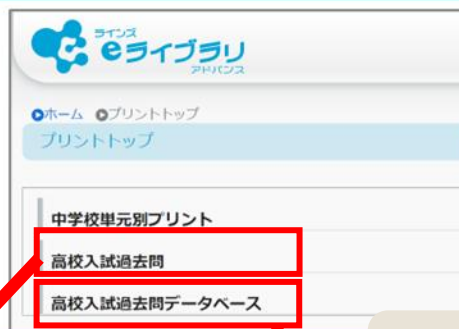 ラインズ
eライブラリ
アドバンス
ホーム プリントトップ
プリントトップ
中学校単元別プリント
高校入試過去問
高校入試過去問データベース